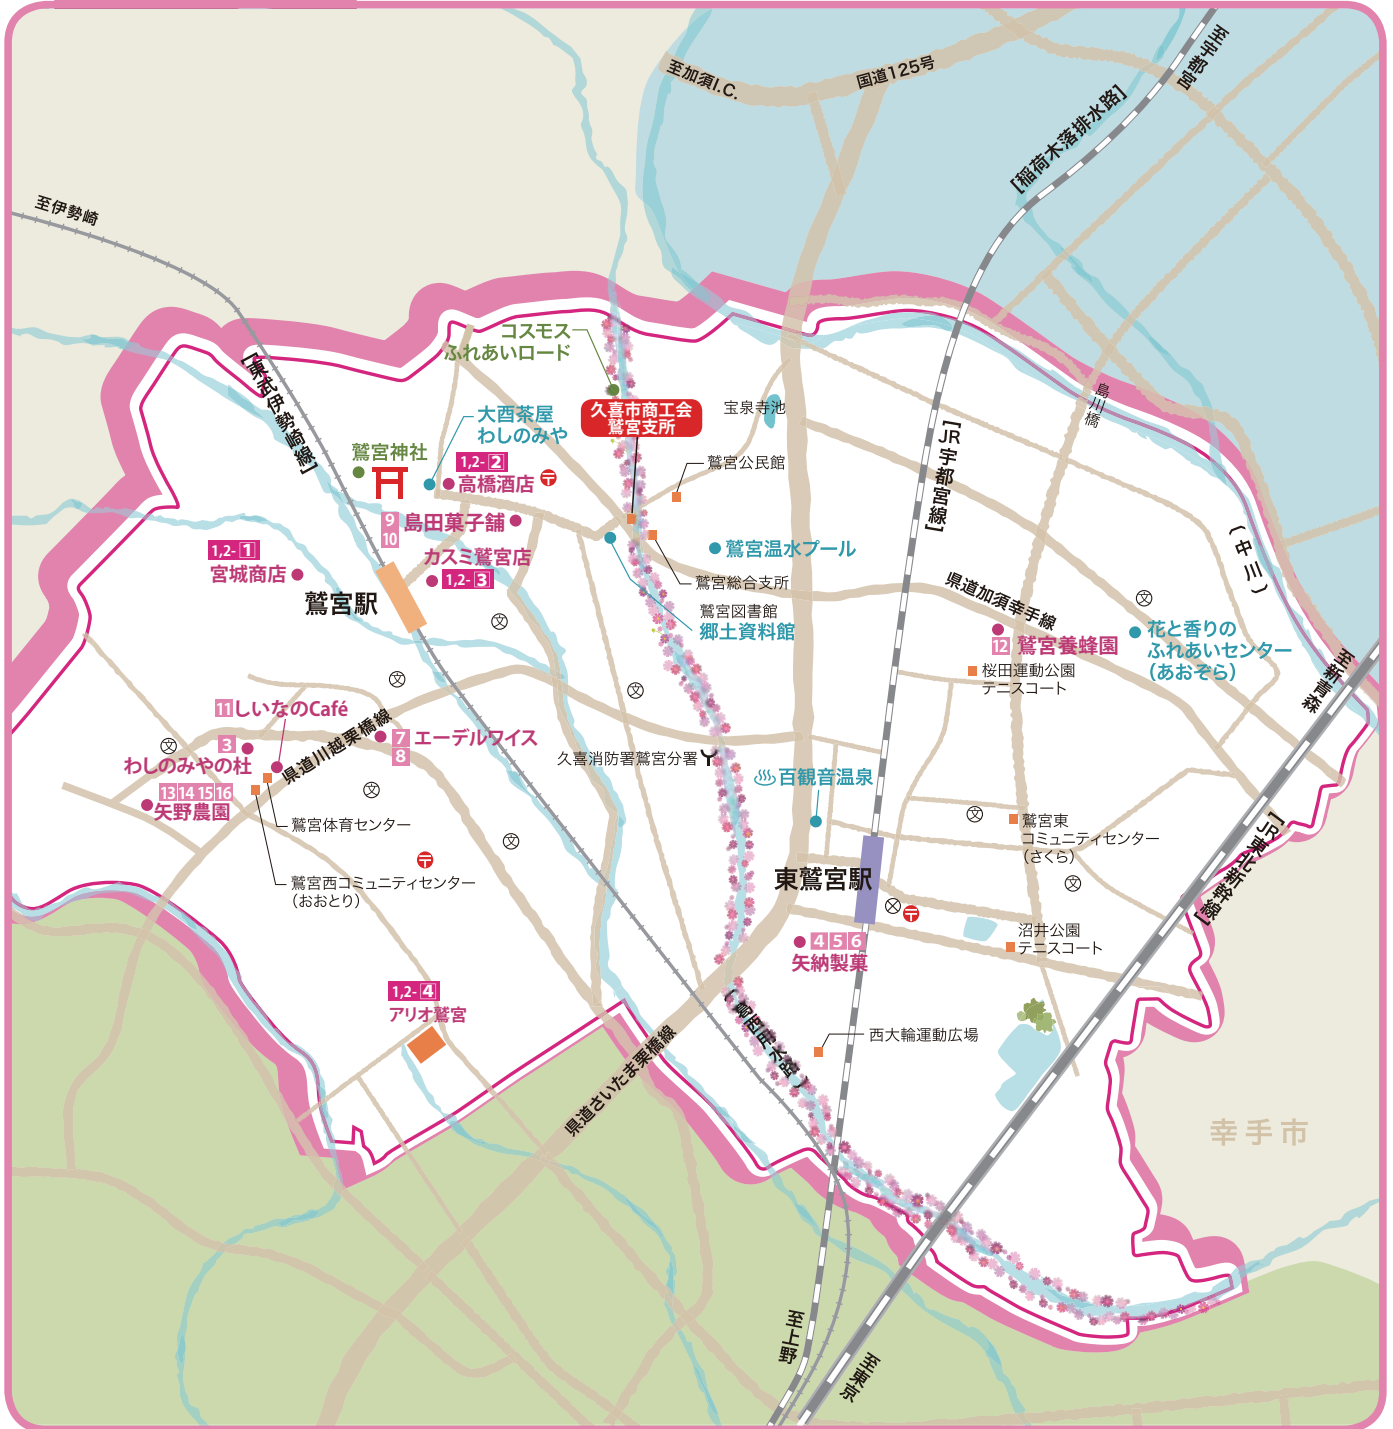 至加須I.C.
国道125号
至宇都宮
[稲荷木落排水路]
至伊勢崎
コスモス
ふれあいロード
[東武伊勢崎線]
久喜市商工会
鷲宮支所
宝泉寺池
島川橋
大酉茶屋
わしのみや
鷲宮神社
1,2-2
高橋酒店
〒
鷲宮公民館
[JR宇都宮線]
9
10
島田菓子舗
(中川)
1,2-1
宮城商店
カスミ鷲宮店
1,2-3
鷲宮温水プール
鷲宮総合支所
県道加須幸手線
鷲宮駅
鷲宮図書館
郷土資料館
文
文
12
鷲宮養蜂園
花と香りの
ふれあいセンター
(あおぞら)
桜田運動公園
テニスコート
至新青森
文
文
11
しいなのCafé
県道川越栗橋線
7
8
エーデルワイス
文
3
わしのみやの杜
久喜消防署鷲宮分署
百観音温泉
13 14 15 16
矢野農園
文
鷲宮体育センター
文
文
鷲宮東
コミュニティセンター
(さくら)
[JR東北新幹線]
〒
鷲宮西コミュニティセンター
(おおとり)
東鷲宮駅
文
〒
4 5 6
矢納製菓
沼井公園
テニスコート
1,2-4
アリオ鷲宮
(葛西用水路)
西大輪運動広場
県道さいたま栗橋線
幸手市
至上野
至東京